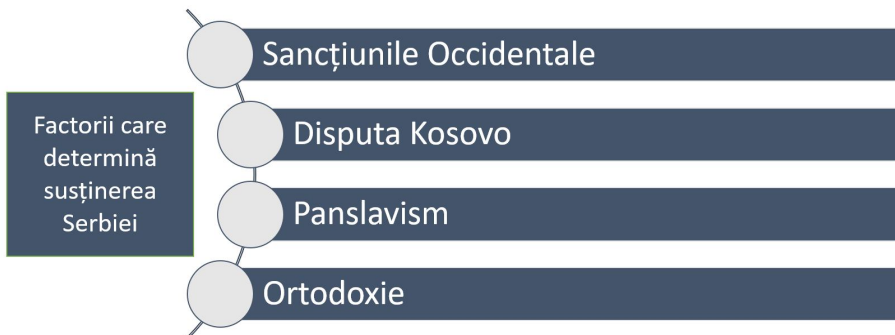 Factorii care
determină
susținerea
Serbiei
Sancțiunile Occidentale
Disputa Kosovo
Panslavism
Ortodoxie